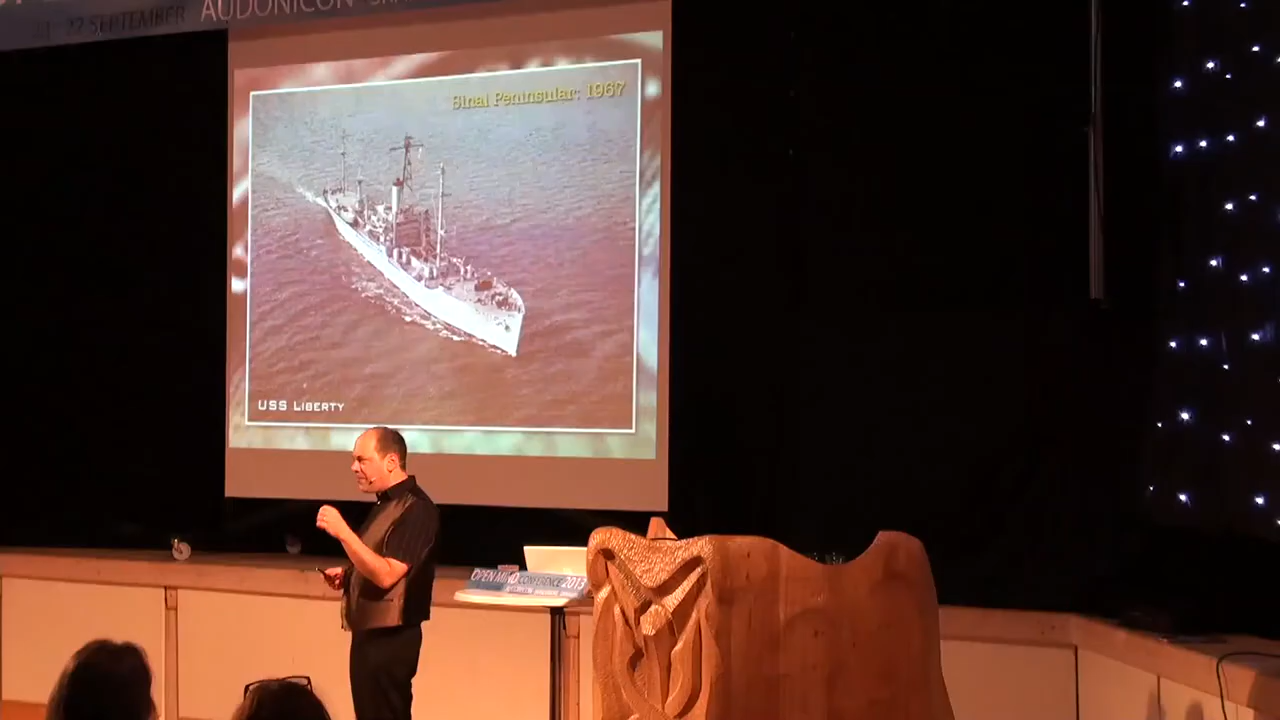 22 SEPTEMBER
AUDONICON
Sinai Peninsular: 1967
USS LIBERTY
OPEN MIND CONFERENCE 2013